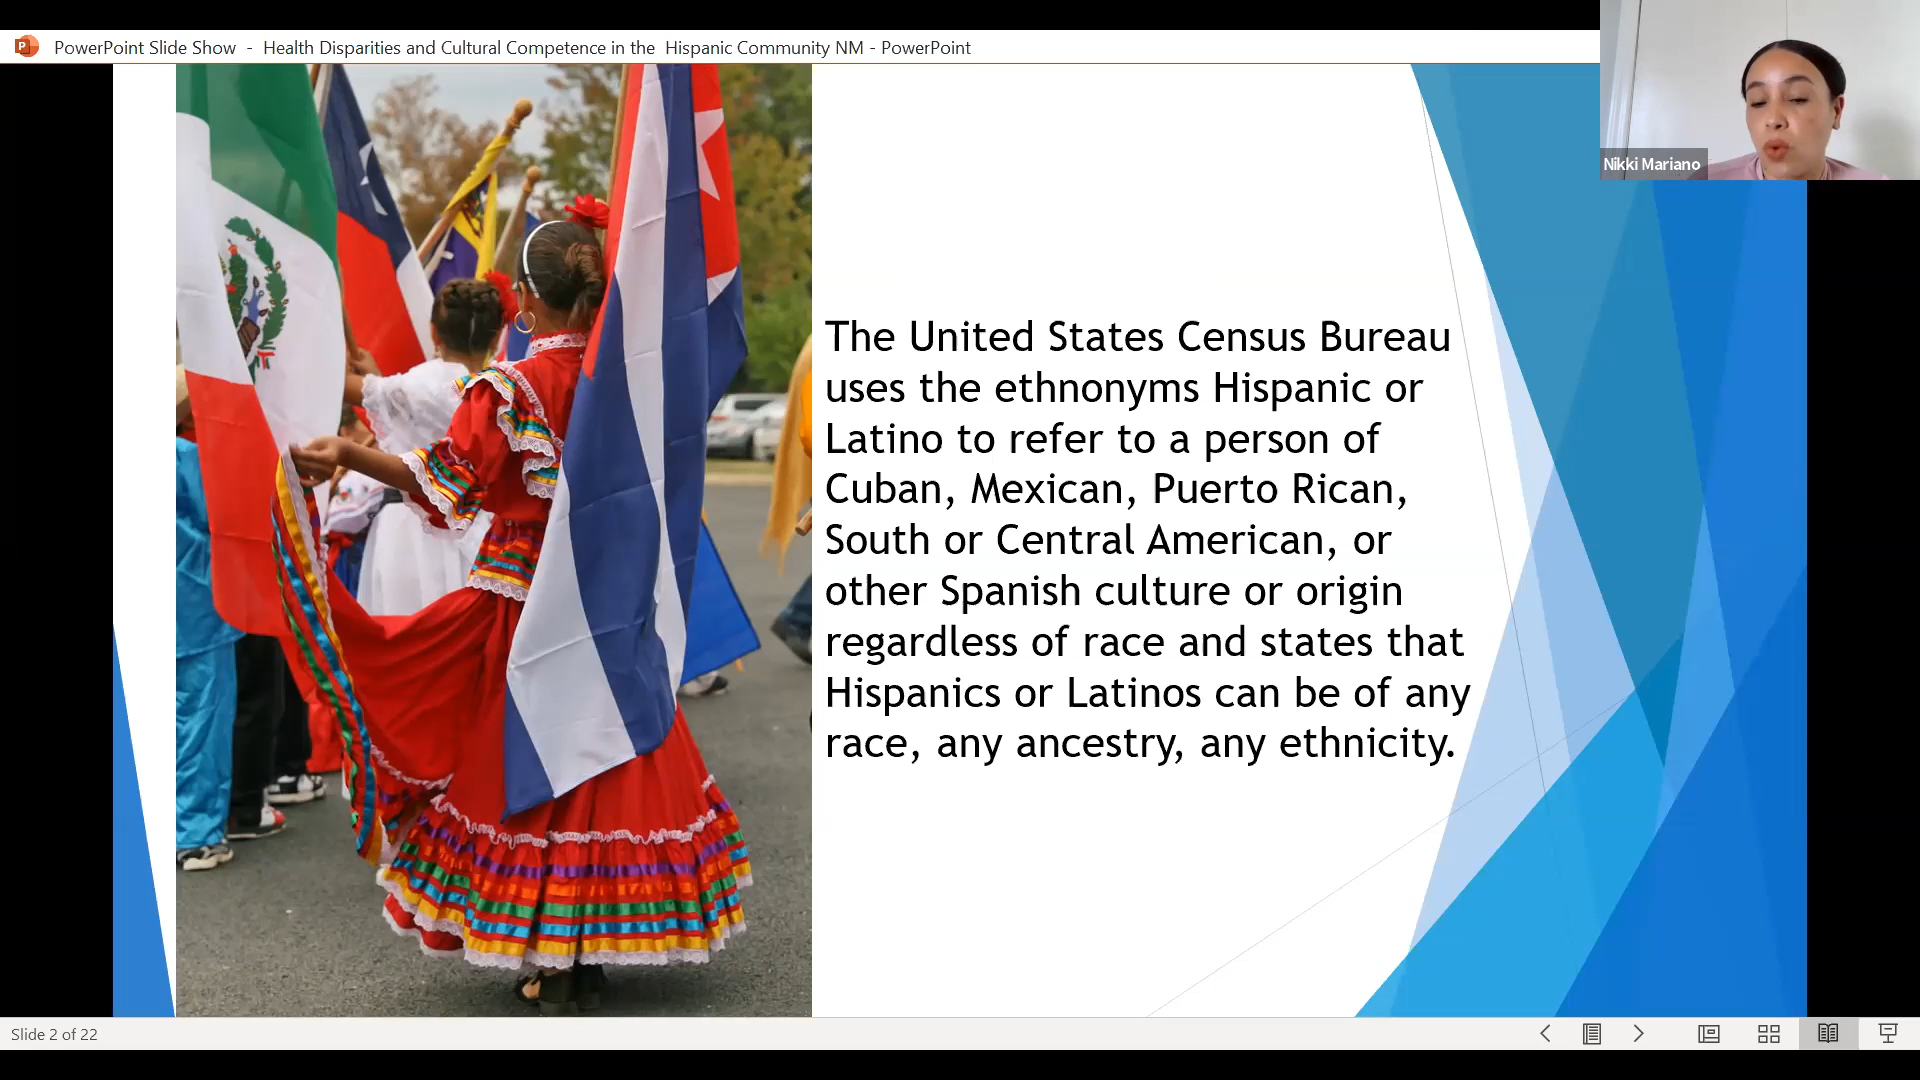 PowerPoint Slide Show - Health Disparities and Cultural Competence in the Hispanic Community NM - PowerPoint
Nikki Mariano
The United States Census Bureau
uses the ethnonyms Hispanic or
Latino to refer to a person of
Cuban, Mexican, Puerto Rican,
South or Central American, or
other Spanish culture or origin
regardless of race and states that
Hispanics or Latinos can be of any
race, any ancestry, any ethnicity.
Slide 2 of 22